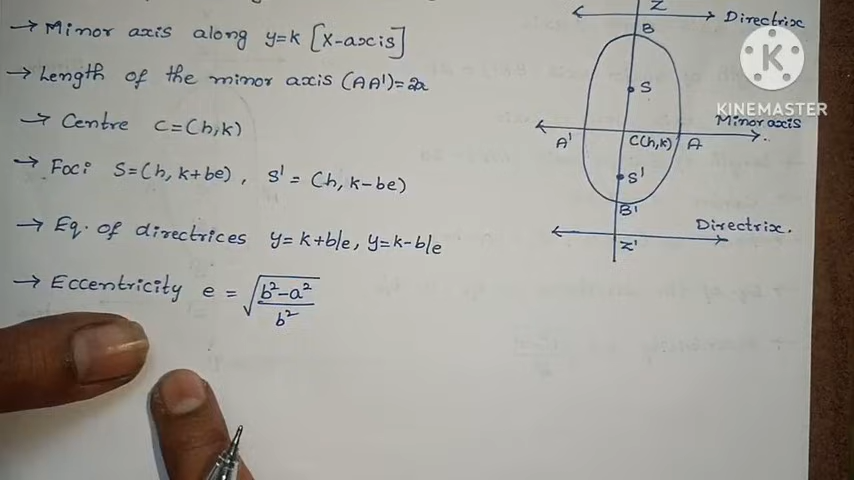 → Minor axis along y=k [X-axis]
→ Length of the minor axis (AA')=2a
→ Centre C=(h,k)
→ Foci S=(h, k+be), S' = (h, k-be)
→ Eq. of directrices y=k+b/e, y=k-b/e
→ Eccentricity e = √((b²-a²)/b²)
Z
Directrix
B
S
Minor axis
A'
C(h,k)
A
S'
B'
Directrix.
Z'
K
KINEMASTER